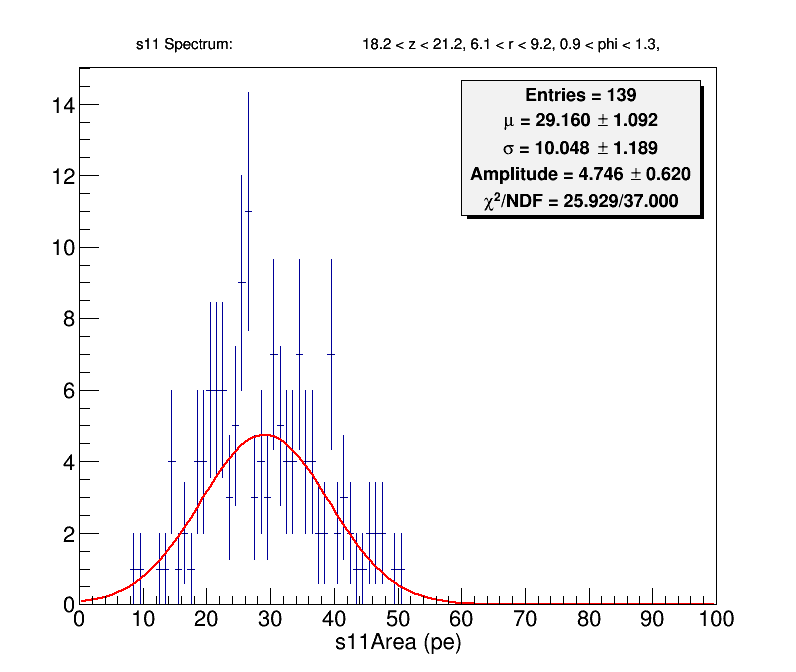 s11 Spectrum: 18.2 < z < 21.2, 6.1 < r < 9.2, 0.9 < phi < 1.3,
Entries = 139
μ = 29.160 ± 1.092
σ = 10.048 ± 1.189
Amplitude = 4.746 ± 0.620
χ²/NDF = 25.929/37.000
14
12
10
8
6
4
2
0
0 10 20 30 40 50 60 70 80 90 100
s11Area (pe)